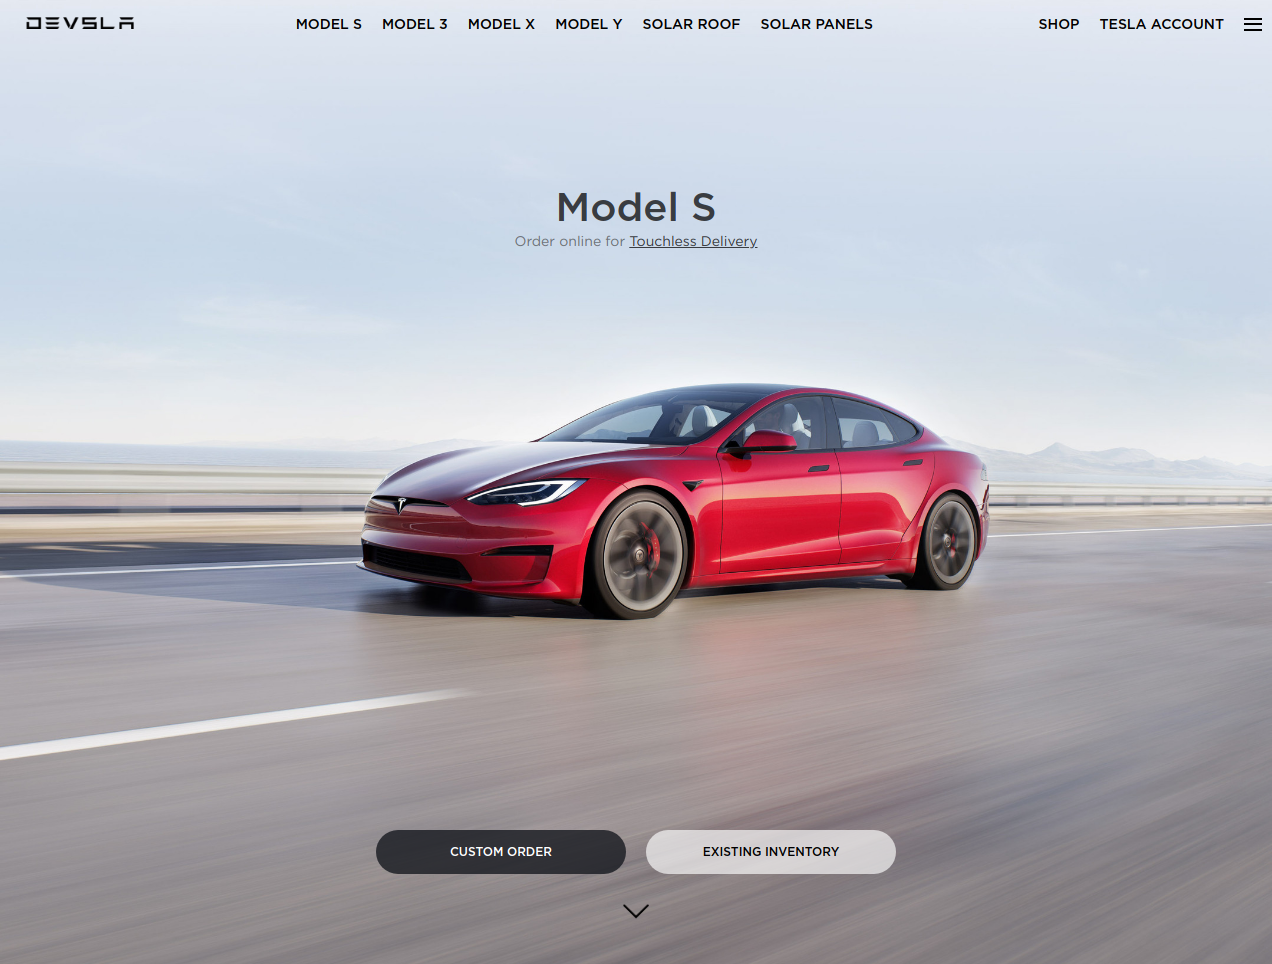 DEVSLA MODEL S MODEL 3 MODEL X MODEL Y SOLAR ROOF SOLAR PANELS SHOP TESLA ACCOUNT
Model S
Order online for Touchless Delivery
CUSTOM ORDER EXISTING INVENTORY